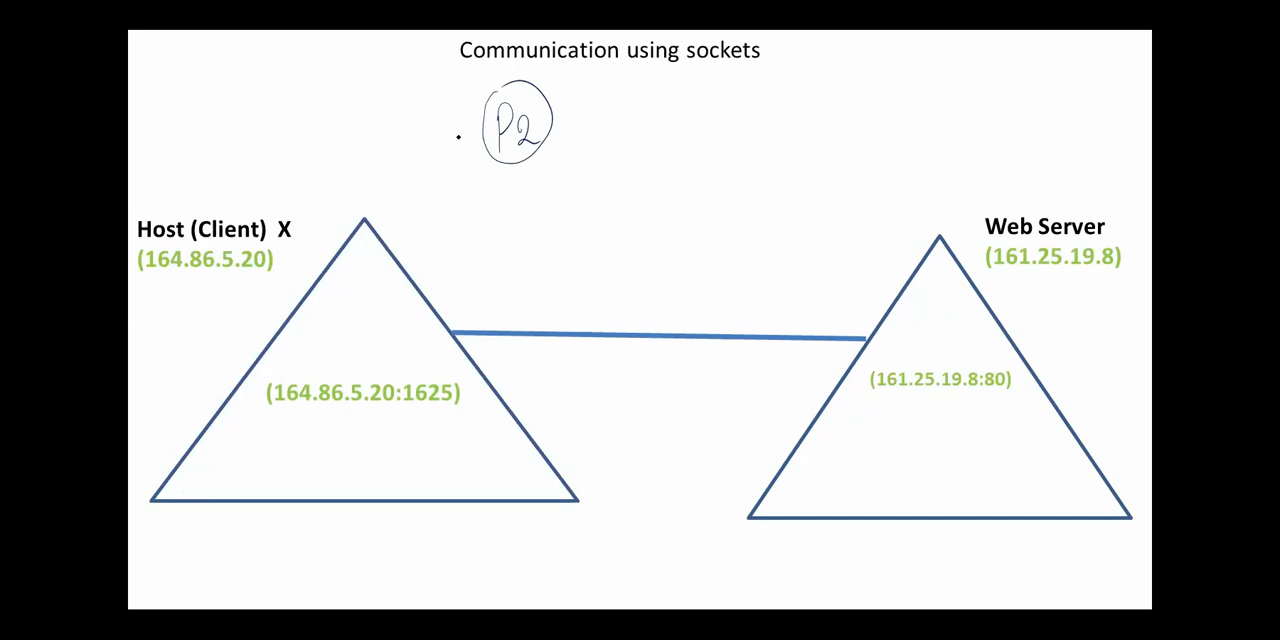 Communication using sockets
P2
Host (Client) X
(164.86.5.20)
Web Server
(161.25.19.8)
(164.86.5.20:1625)
(161.25.19.8:80)